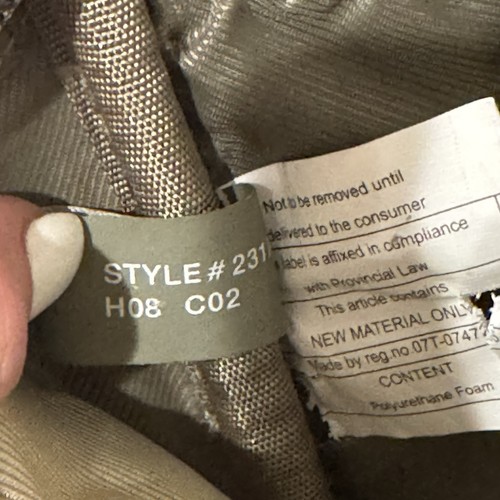 STYLE # 231
H08 C02
Not to be removed until
delivered to the consumer
label is affixed in compliance
with Provincial Law
This article contains
NEW MATERIAL ONLY
Made by reg.no.07T-0747
CONTENT
Polyurethane Foam